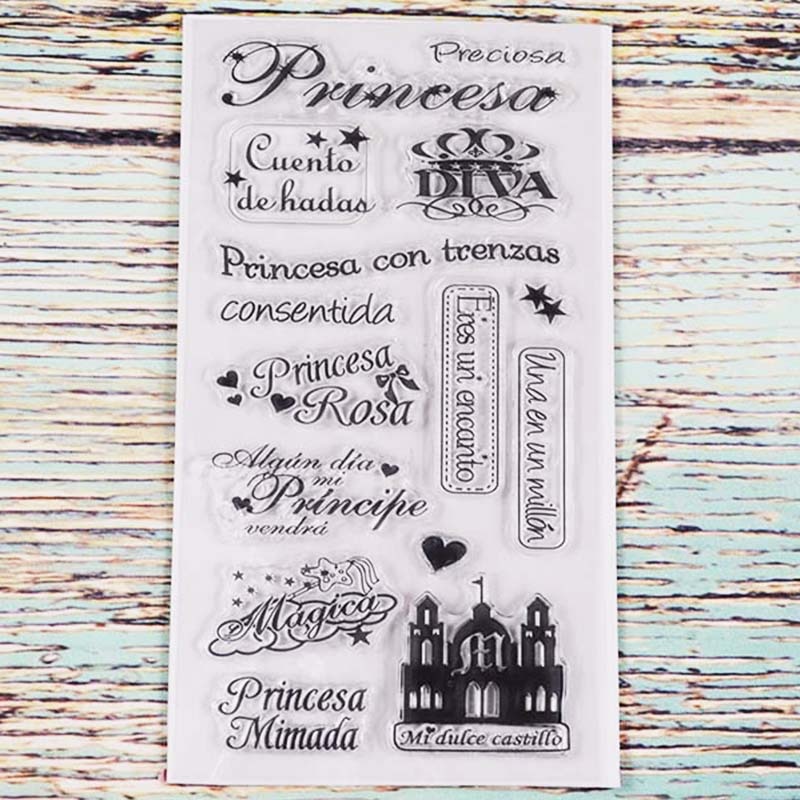 Preciosa
Princesa
Cuento
de hadas
DIVA
Princesa con trenzas
consentida
Eres un encanto
Una en un millón
Princesa
Rosa
Algún día
mi
Príncipe
vendrá
Mágica
M
Princesa
Mimada
Mi dulce castillo